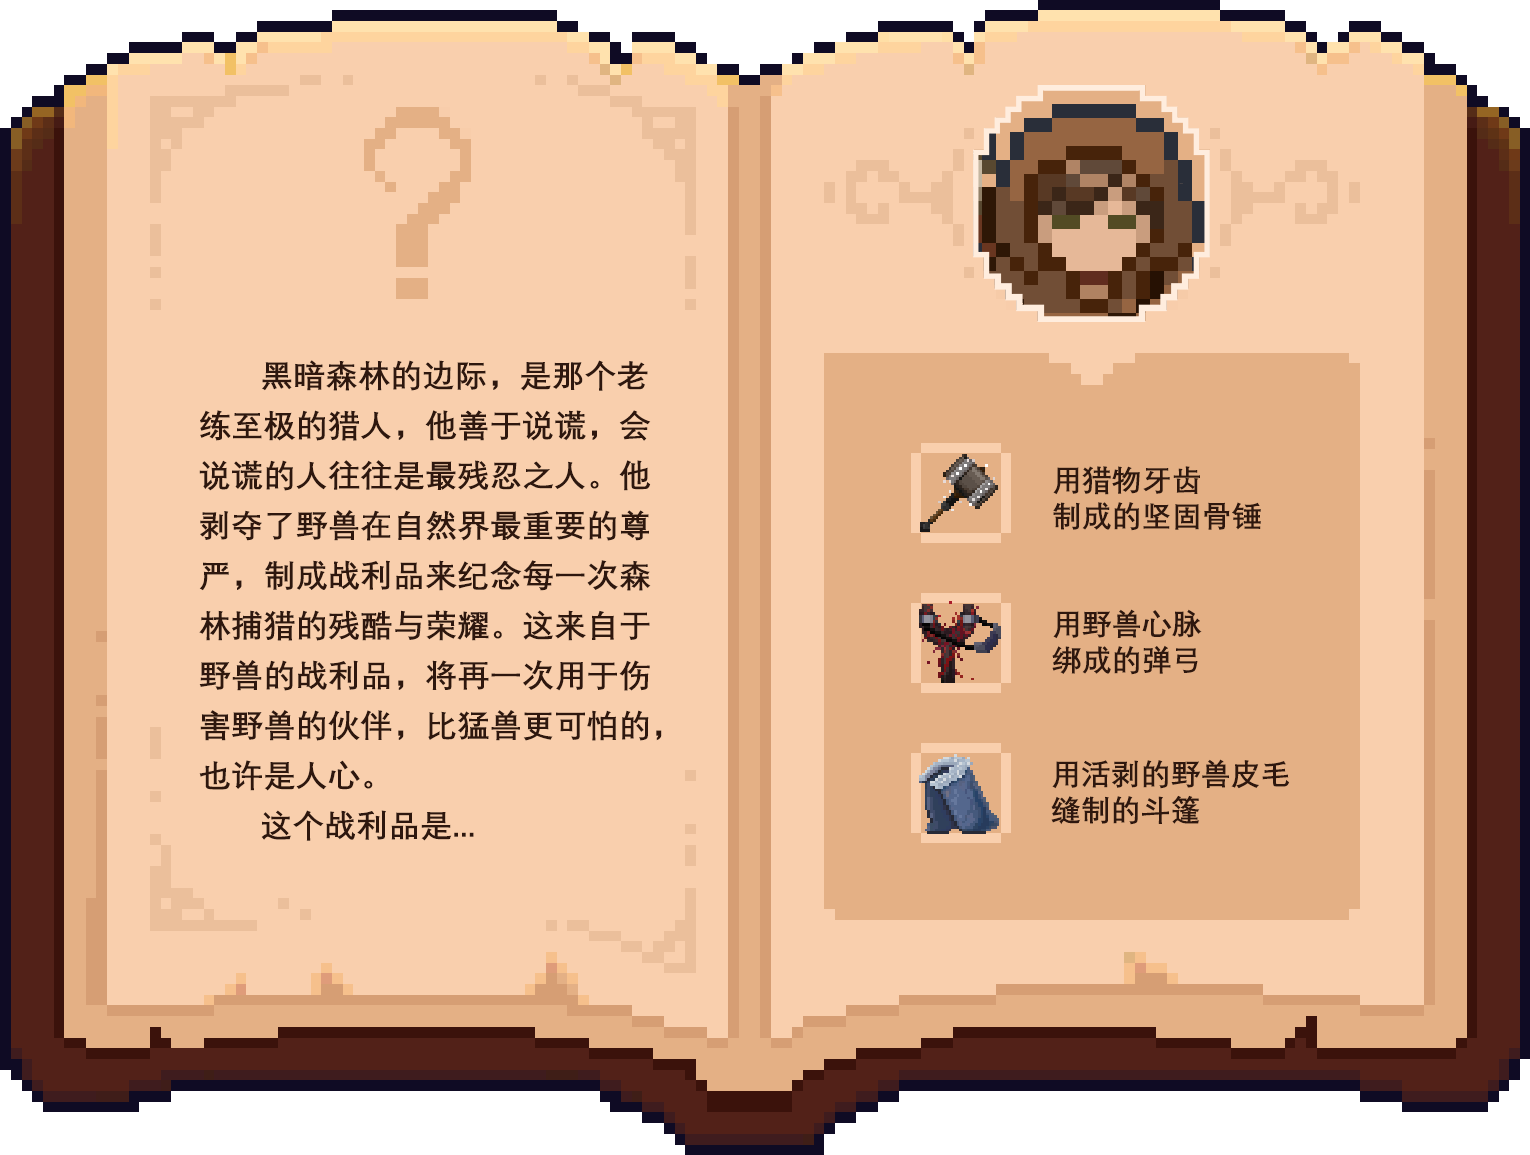 黑暗森林的边际，是那个老
练至极的猎人，他善于说谎，会
说谎的人往往是最残忍之人。他
剥夺了野兽在自然界最重要的尊
严，制成战利品来纪念每一次森
林捕猎的残酷与荣耀。这来自于
野兽的战利品，将再一次用于伤
害野兽的伙伴，比猛兽更可怕的，
也许是人心。
这个战利品是...
用猎物牙齿
制成的坚固骨锤
用野兽心脉
绑成的弹弓
用活剥的野兽皮毛
缝制的斗篷